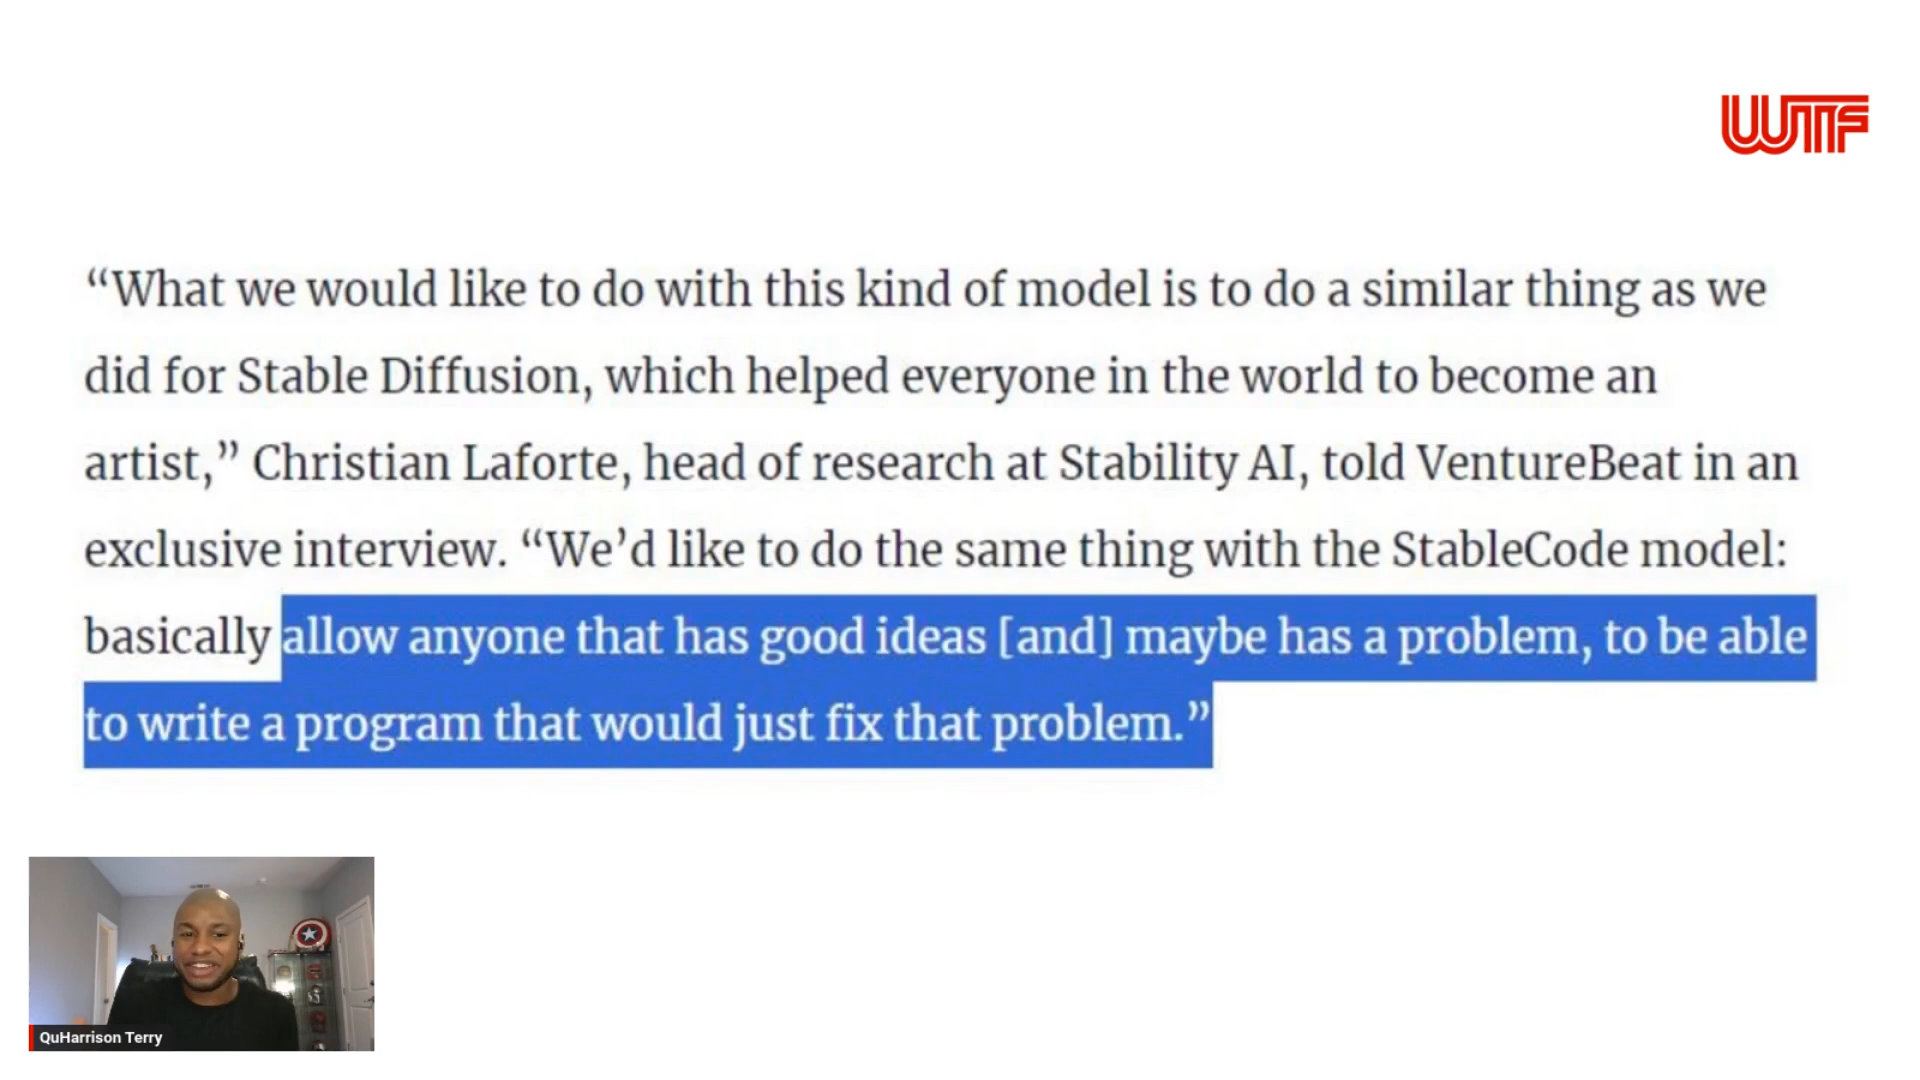 WTF
“What we would like to do with this kind of model is to do a similar thing as we
did for Stable Diffusion, which helped everyone in the world to become an
artist,” Christian Laforte, head of research at Stability AI, told VentureBeat in an
exclusive interview. “We’d like to do the same thing with the StableCode model:
basically allow anyone that has good ideas [and] maybe has a problem, to be able
to write a program that would just fix that problem.”
QuHarrison Terry